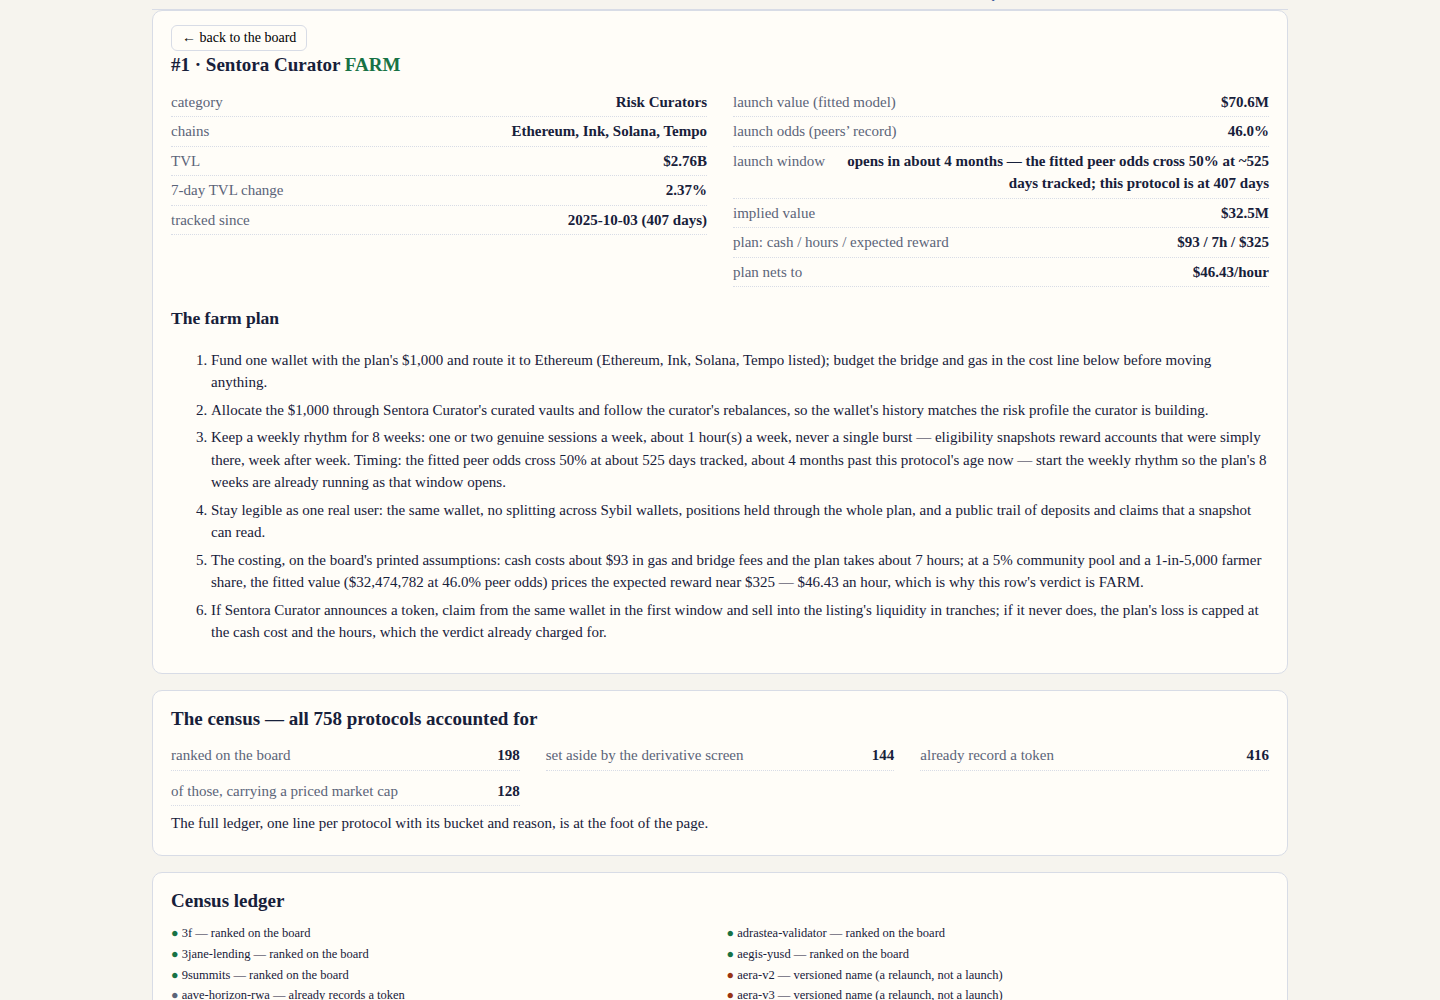 ← back to the board
#1 · Sentora Curator FARM
category Risk Curators
chains Ethereum, Ink, Solana, Tempo
TVL $2.76B
7-day TVL change 2.37%
tracked since 2025-10-03 (407 days)
launch value (fitted model) $70.6M
launch odds (peers’ record) 46.0%
launch window opens in about 4 months — the fitted peer odds cross 50% at ~525
days tracked; this protocol is at 407 days
implied value $32.5M
plan: cash / hours / expected reward $93 / 7h / $325
plan nets to $46.43/hour
The farm plan
1. Fund one wallet with the plan's $1,000 and route it to Ethereum (Ethereum, Ink, Solana, Tempo listed); budget the bridge and gas in the cost line below before moving
anything.
2. Allocate the $1,000 through Sentora Curator's curated vaults and follow the curator's rebalances, so the wallet's history matches the risk profile the curator is building.
3. Keep a weekly rhythm for 8 weeks: one or two genuine sessions a week, about 1 hour(s) a week, never a single burst — eligibility snapshots reward accounts that were simply
there, week after week. Timing: the fitted peer odds cross 50% at about 525 days tracked, about 4 months past this protocol's age now — start the weekly rhythm so the plan's 8
weeks are already running as that window opens.
4. Stay legible as one real user: the same wallet, no splitting across Sybil wallets, positions held through the whole plan, and a public trail of deposits and claims that a snapshot
can read.
5. The costing, on the board's printed assumptions: cash costs about $93 in gas and bridge fees and the plan takes about 7 hours; at a 5% community pool and a 1-in-5,000 farmer
share, the fitted value ($32,474,782 at 46.0% peer odds) prices the expected reward near $325 — $46.43 an hour, which is why this row's verdict is FARM.
6. If Sentora Curator announces a token, claim from the same wallet in the first window and sell into the listing's liquidity in tranches; if it never does, the plan's loss is capped at
the cash cost and the hours, which the verdict already charged for.
The census — all 758 protocols accounted for
ranked on the board 198
set aside by the derivative screen 144
already record a token 416
of those, carrying a priced market cap 128
The full ledger, one line per protocol with its bucket and reason, is at the foot of the page.
Census ledger
● 3f — ranked on the board
● 3jane-lending — ranked on the board
● 9summits — ranked on the board
● aave-horizon-rwa — already records a token
● adrastea-validator — ranked on the board
● aegis-yusd — ranked on the board
● aera-v2 — versioned name (a relaunch, not a launch)
● aera-v3 — versioned name (a relaunch, not a launch)